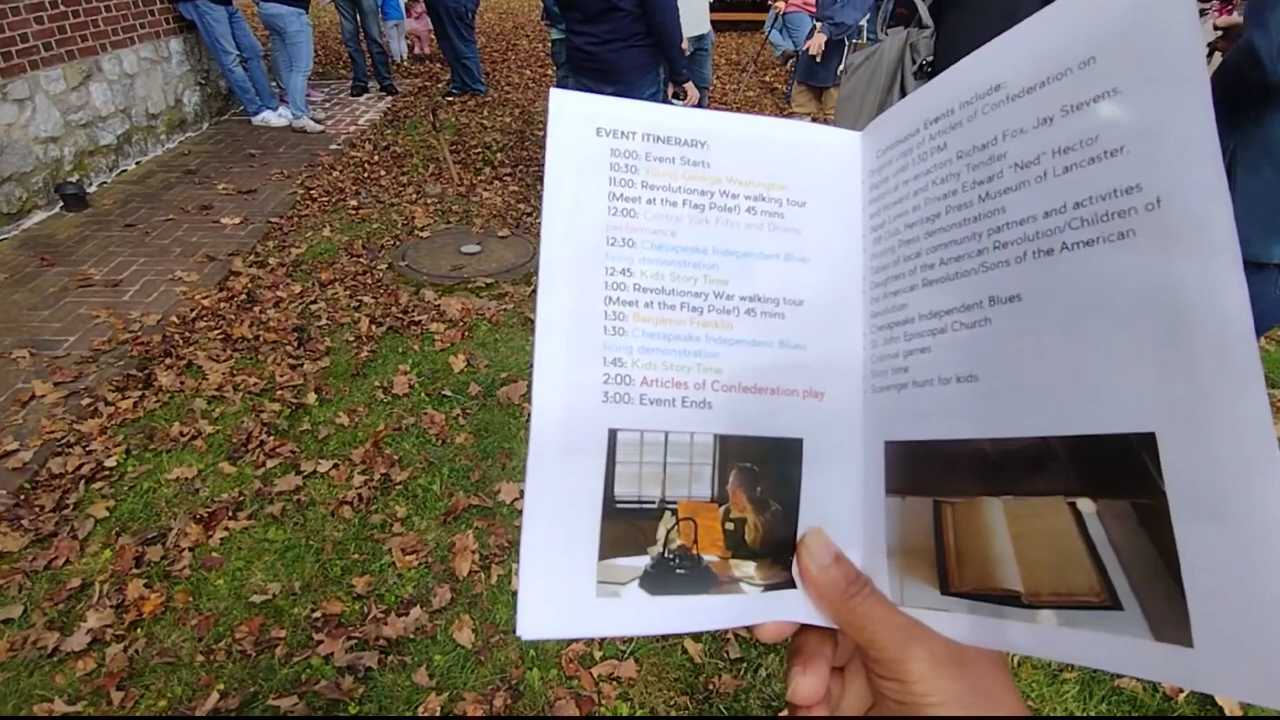 EVENT ITINERARY:
10:00: Event Starts
10:30: Young George Washington
11:00: Revolutionary War walking tour
(Meet at the Flag Pole!) 45 mins
12:00: Central York Fifes and Drums
performance
12:30: Chesapeake Independent Blues
firing demonstration
12:45: Kids Story Time
1:00: Revolutionary War walking tour
(Meet at the Flag Pole!) 45 mins
1:30: Benjamin Franklin
1:30: Chesapeake Independent Blues
firing demonstration
1:45: Kids Story Time
2:00: Articles of Confederation play
3:00: Event Ends
Continuous Events Include:
Original copy of Articles of Confederation on
display until 1:30 PM
re-enactors Richard Fox, Jay Stevens,
and Howard and Kathy Tendler
Noah Lewis as Private Edward "Ned" Hector
Club, Heritage Press Museum of Lancaster,
Printing Press demonstrations
Tables of local community partners and activities
Daughters of the American Revolution/Children of
the American Revolution/Sons of the American
Revolution
Chesapeake Independent Blues
St. John Episcopal Church
Colonial games
Story time
Scavenger hunt for kids